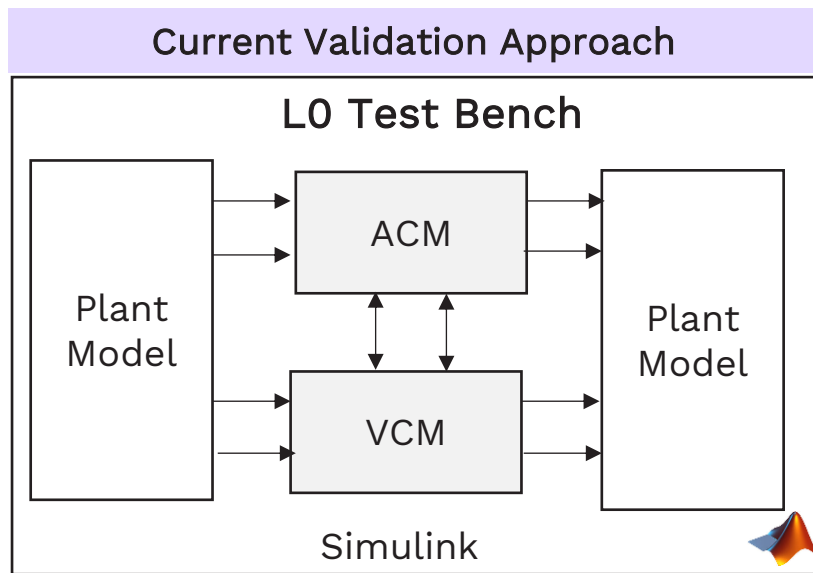 Current Validation Approach
L0 Test Bench
Plant
Model
ACM
VCM
Plant
Model
Simulink